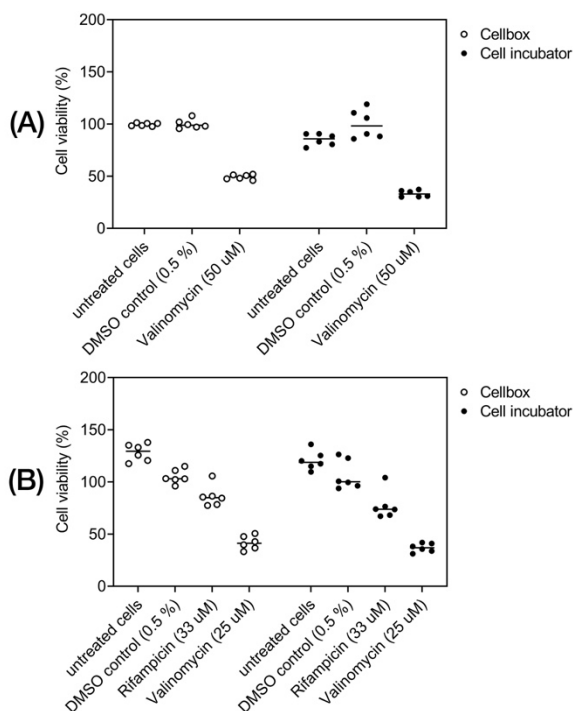 (A)
Cell viability (%)
200
150
100
50
0
untreated cells
DMSO control (0.5 %)
Valinomycin (50 uM)
untreated cells
DMSO control (0.5 %)
Valinomycin (50 uM)
Cellbox
Cell incubator
(B)
Cell viability (%)
200
150
100
50
0
untreated cells
DMSO control (0.5 %)
Rifampicin (33 uM)
Valinomycin (25 uM)
untreated cells
DMSO control (0.5 %)
Rifampicin (33 uM)
Valinomycin (25 uM)
Cellbox
Cell incubator